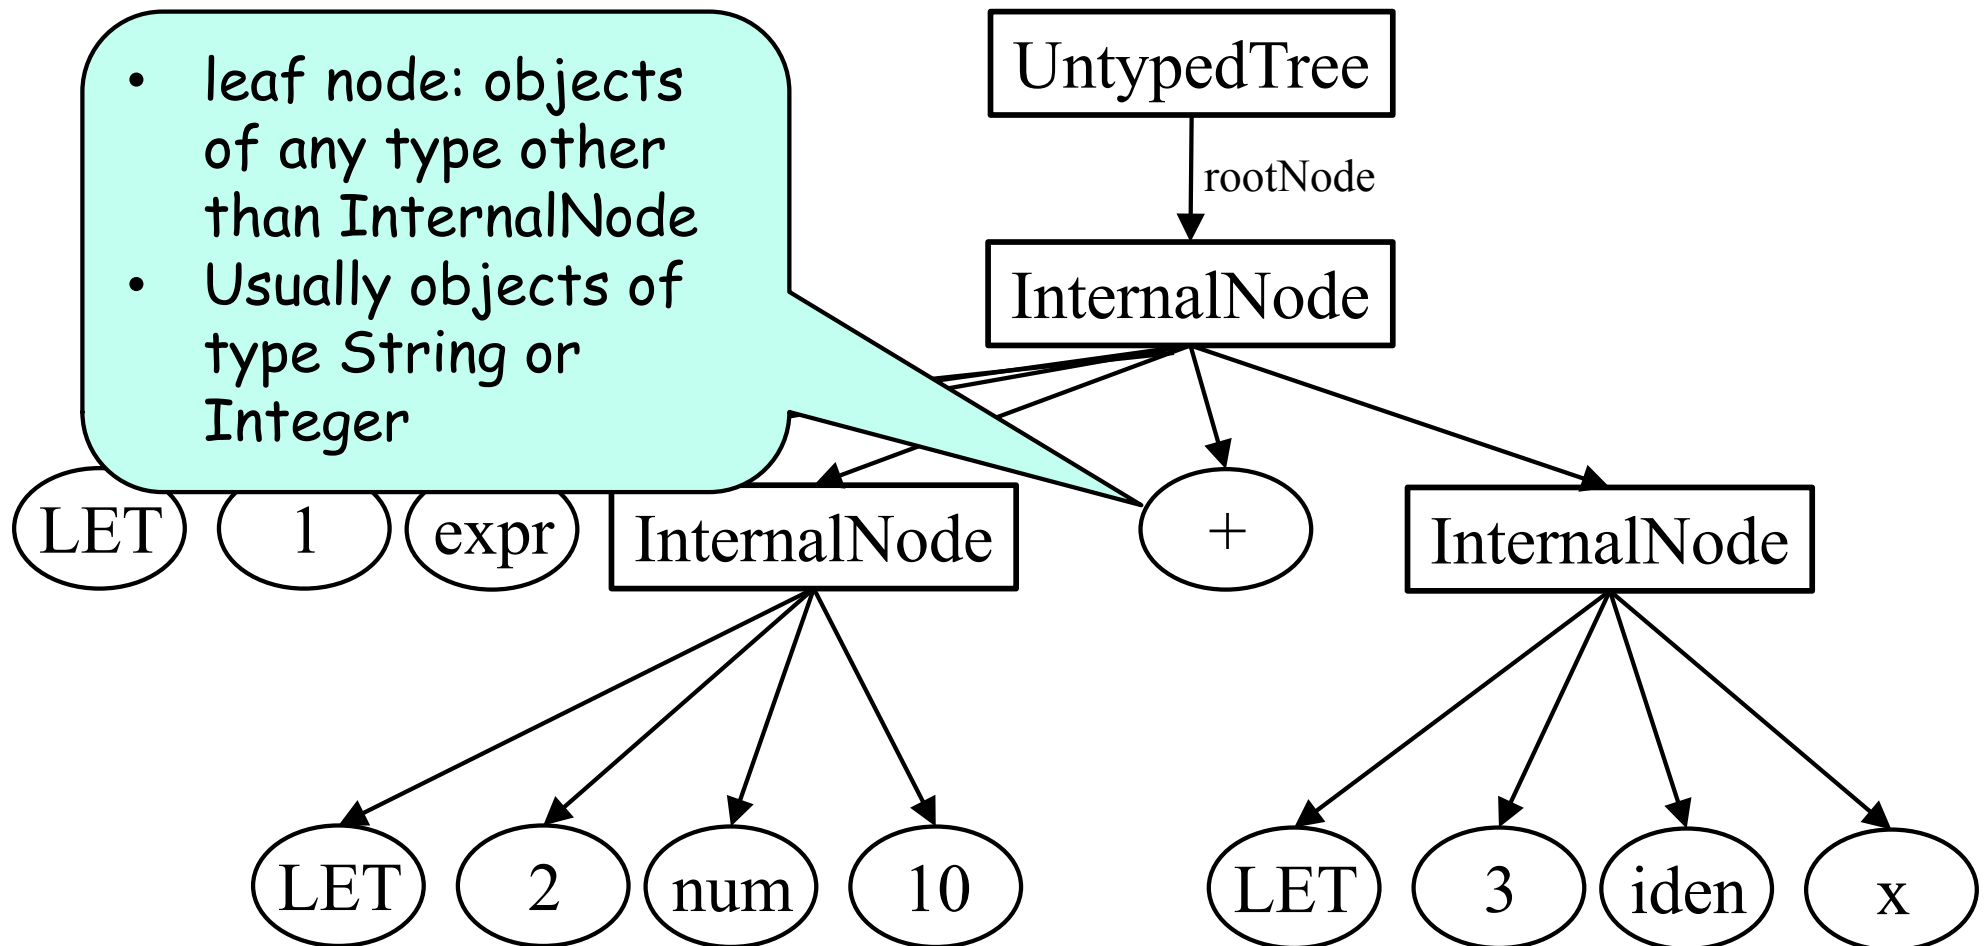 • leaf node: objects
of any type other
than InternalNode
• Usually objects of
type String or
Integer
UntypedTree
rootNode
InternalNode
LET 1 expr InternalNode + InternalNode
LET 2 num 10 LET 3 iden x